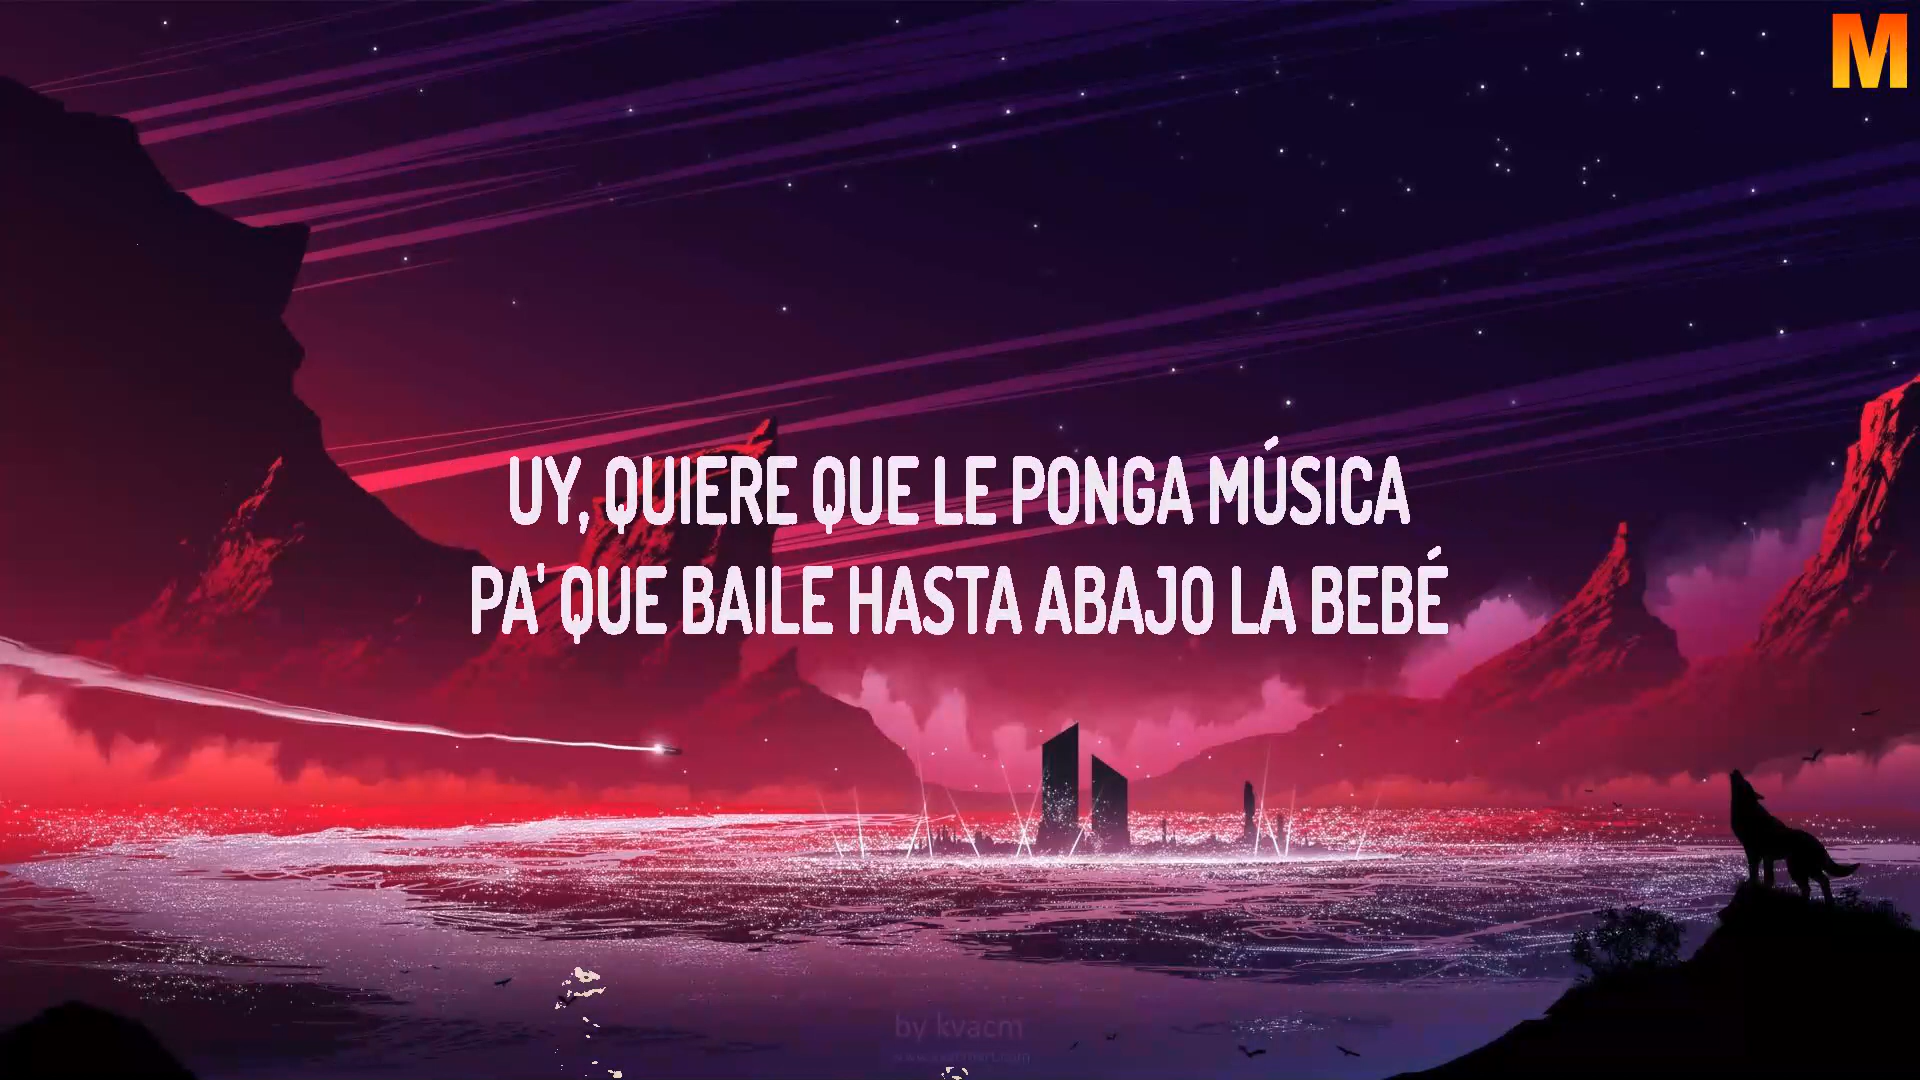 M
UY, QUIERE QUE LE PONGA MÚSICA
PA' QUE BAILE HASTA ABAJO LA BEBÉ
by kvacm